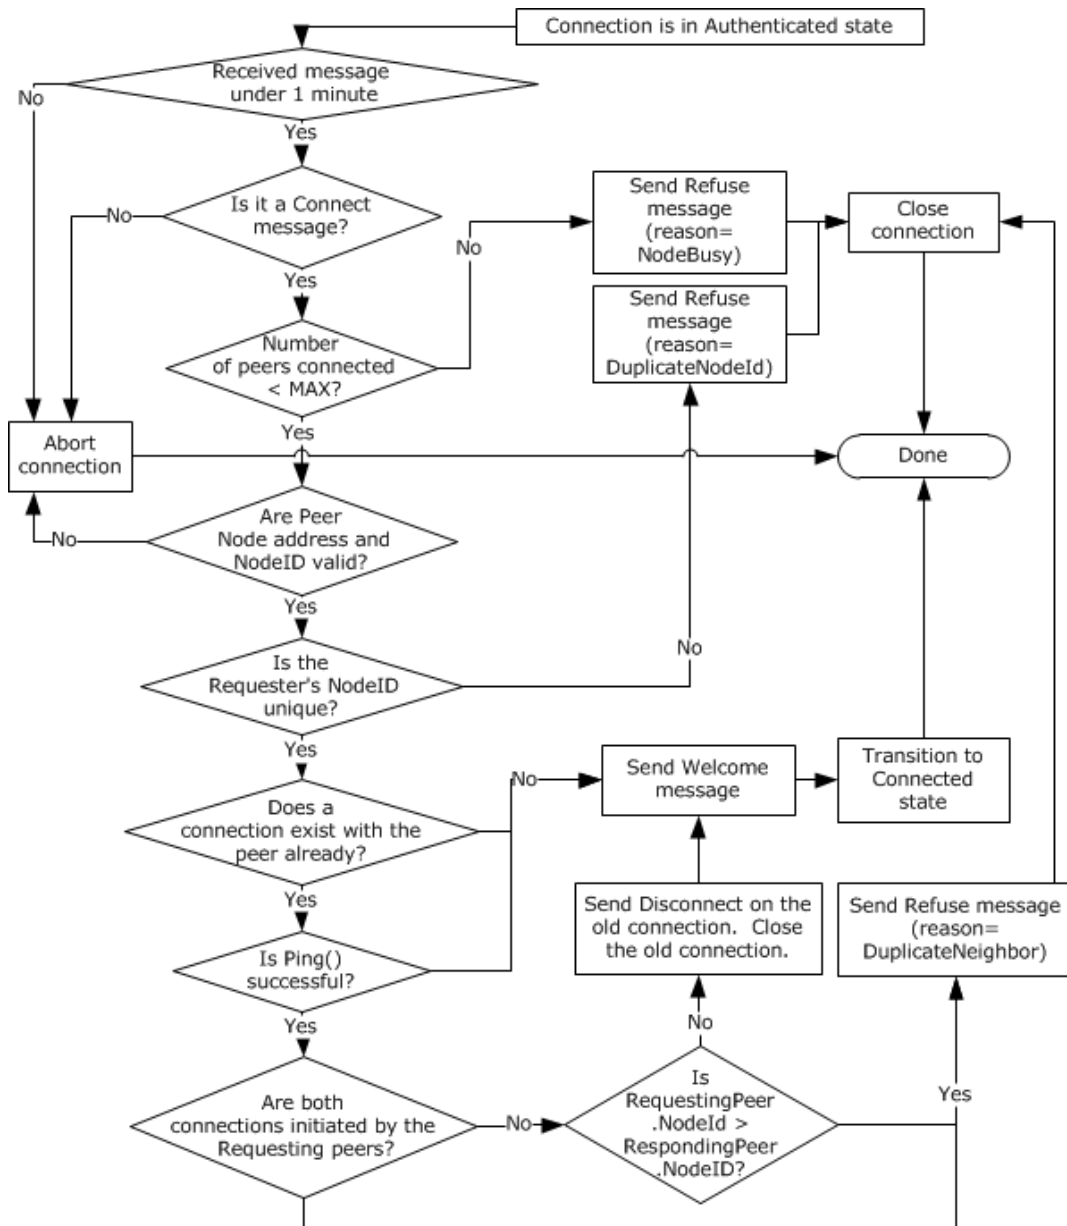 Connection is in Authenticated state
Received message
under 1 minute
No
Yes
Is it a Connect
message?
No
Yes
Send Refuse
message
(reason=
NodeBusy)
Close
connection
No
Send Refuse
message
(reason=
DuplicateNodeId)
Number
of peers connected
< MAX?
Yes
Abort
connection
Done
Are Peer
Node address and
NodeID valid?
No
Yes
Is the
Requester's NodeID
unique?
No
Yes
Does a
connection exist with the
peer already?
No
Send Welcome
message
Transition to
Connected
state
Yes
Is Ping()
successful?
Send Disconnect on the
old connection.  Close
the old connection.
Send Refuse message
(reason=
DuplicateNeighbor)
Yes
No
Are both
connections initiated by the
Requesting peers?
No
Is
RequestingPeer
.NodeId >
RespondingPeer
.NodeID?
Yes